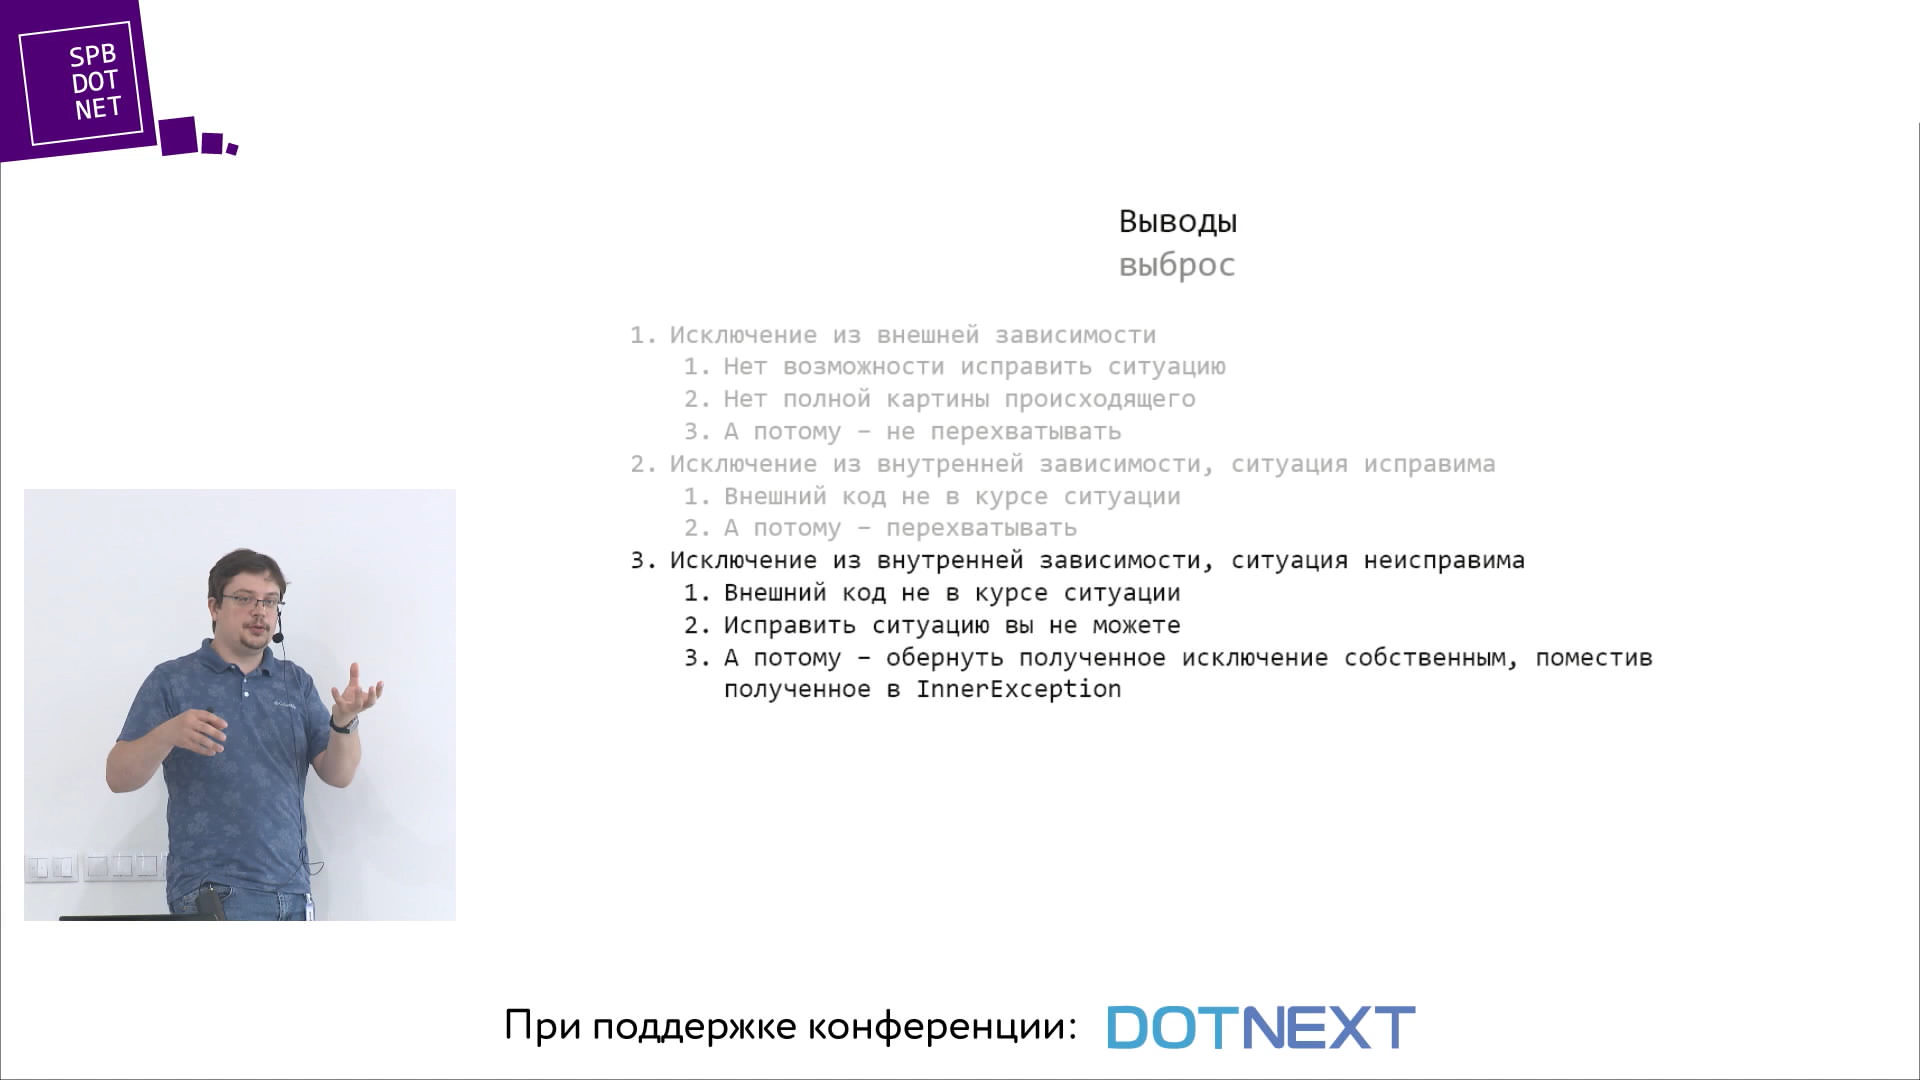 SPB
DOT
NET
Выводы
выброс
1. Исключение из внешней зависимости
1. Нет возможности исправить ситуацию
2. Нет полной картины происходящего
3. А потому – не перехватывать
2. Исключение из внутренней зависимости, ситуация исправима
1. Внешний код не в курсе ситуации
2. А потому – перехватывать
3. Исключение из внутренней зависимости, ситуация неисправима
1. Внешний код не в курсе ситуации
2. Исправить ситуацию вы не можете
3. А потому – обернуть полученное исключение собственным, поместив
полученное в InnerException
При поддержке конференции: DOTNEXT